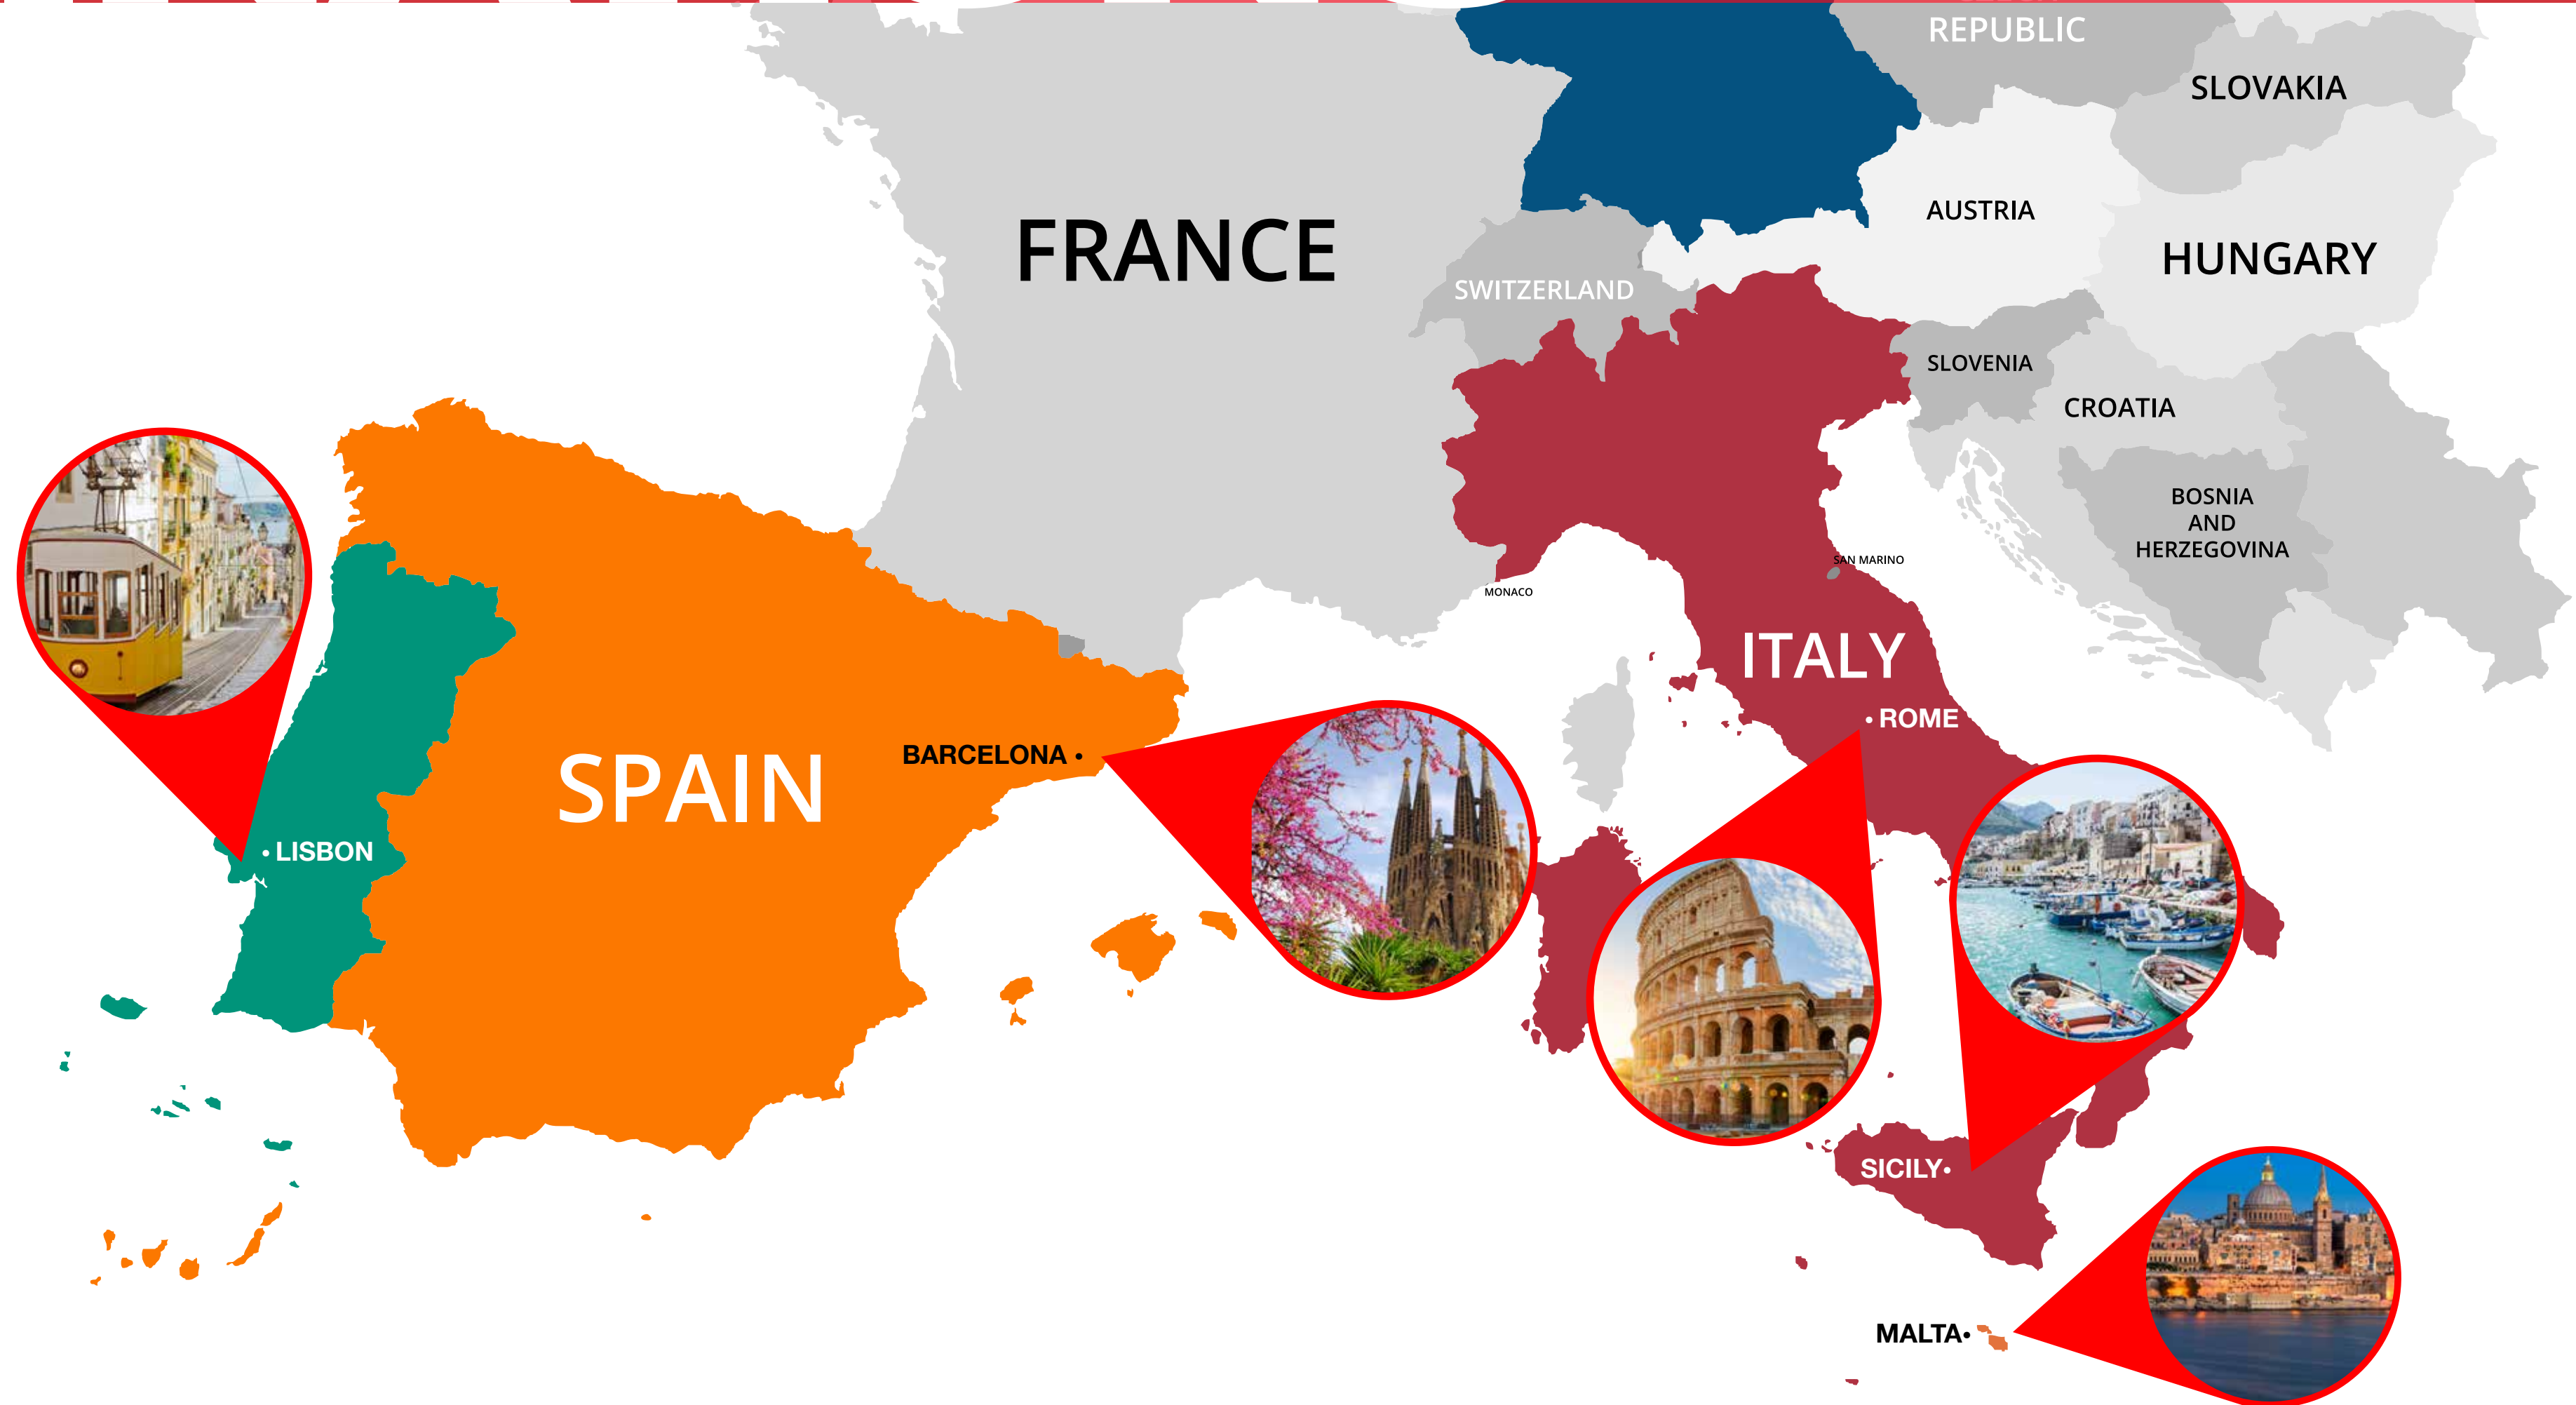 REPUBLIC
SLOVAKIA
AUSTRIA
FRANCE
HUNGARY
SWITZERLAND
SLOVENIA
CROATIA
BOSNIA
AND
HERZEGOVINA
SAN MARINO
MONACO
ITALY
• ROME
BARCELONA •
SPAIN
• LISBON
SICILY•
MALTA•